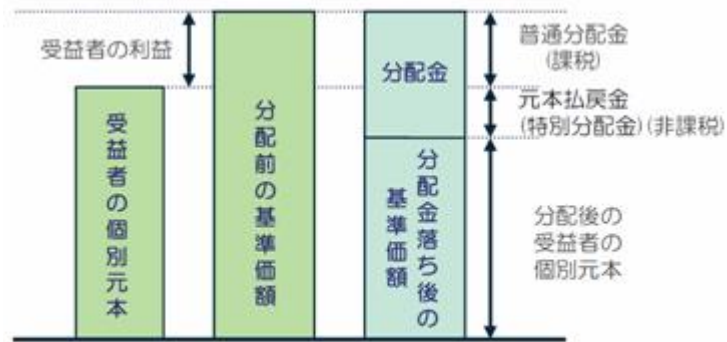 受益者の利益
受益者の個別元本
分配前の基準価額
分配金
分配金落ち後の
基準価額
普通分配金
(課税)
元本払戻金
(特別分配金)(非課税)
分配後の
受益者の
個別元本